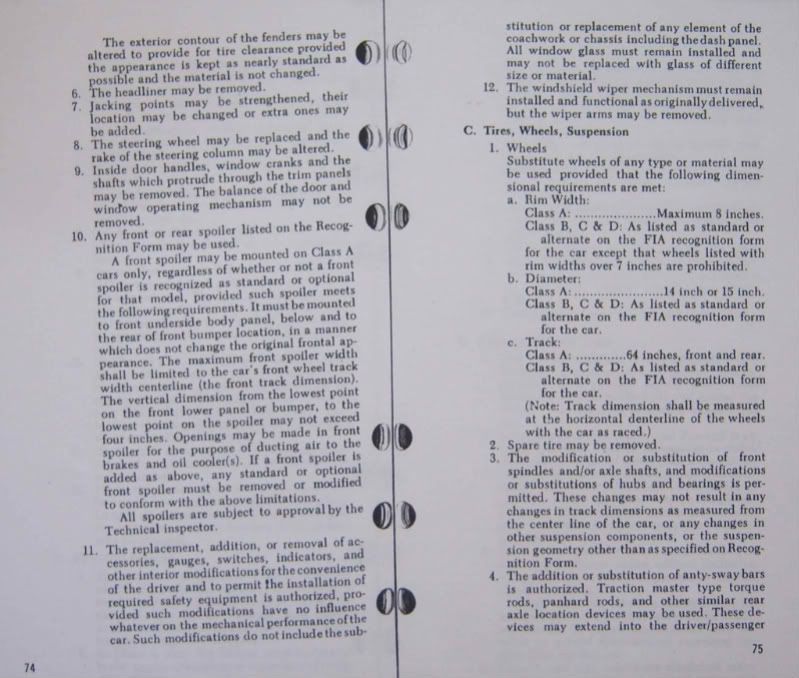 The exterior contour of the fenders may be
altered to provide for tire clearance provided
the appearance is kept as nearly standard as
possible and the material is not changed.
6. The headliner may be removed.
7. Jacking points may be strengthened, their
location may be changed or extra ones may
be added.
8. The steering wheel may be replaced and the
rake of the steering column may be altered.
9. Inside door handles, window cranks and the
shafts which protrude through the trim panels
may be removed. The balance of the door and
window operating mechanism may not be
removed.
10. Any front or rear spoiler listed on the Recog-
nition Form may be used.
A front spoiler may be mounted on Class A
cars only, regardless of whether or not a front
spoiler is recognized as standard or optional
for that model, provided such spoiler meets
the following requirements. It must be mounted
to front underside body panel, below and to
the rear of front bumper location, in a manner
which does not change the original frontal ap-
pearance. The maximum front spoiler width
shall be limited to the car's front wheel track
width centerline (the front track dimension).
The vertical dimension from the lowest point
on the front lower panel or bumper, to the
lowest point on the spoiler may not exceed
four inches. Openings may be made in front
spoiler for the purpose of ducting air to the
brakes and oil cooler(s). If a front spoiler is
added as above, any standard or optional
front spoiler must be removed or modified
to conform with the above limitations.
All spoilers are subject to approval by the
Technical inspector.
11. The replacement, addition, or removal of ac-
cessories, gauges, switches, indicators, and
other interior modifications for the convenience
of the driver and to permit the installation of
required safety equipment is authorized, pro-
vided such modifications have no influence
whatever on the mechanical performance of the
car. Such modifications do not include the sub-
74
stitution or replacement of any element of the
coachwork or chassis including the dash panel.
All window glass must remain installed and
may not be replaced with glass of different
size or material.
12. The windshield wiper mechanism must remain
installed and functional as originally delivered,
but the wiper arms may be removed.
C. Tires, Wheels, Suspension
1. Wheels
Substitute wheels of any type or material may
be used provided that the following dimen-
sional requirements are met:
a. Rim Width:
Class A: ......................Maximum 8 inches.
Class B, C & D: As listed as standard or
alternate on the FIA recognition form
for the car except that wheels listed with
rim widths over 7 inches are prohibited.
b. Diameter:
Class A: ........................14 inch or 15 inch.
Class B, C & D: As listed as standard or
alternate on the FIA recognition form
for the car.
c. Track:
Class A: .............64 inches, front and rear.
Class B, C & D: As listed as standard or
alternate on the FIA recognition form
for the car.
(Note: Track dimension shall be measured
at the horizontal denterline of the wheels
with the car as raced.)
2. Spare tire may be removed.
3. The modification or substitution of front
spindles and/or axle shafts, and modifications
or substitutions of hubs and bearings is per-
mitted. These changes may not result in any
changes in track dimensions as measured from
the center line of the car, or any changes in
other suspension components, or the suspen-
sion geometry other than as specified on Recog-
nition Form.
4. The addition or substitution of anty-sway bars
is authorized. Traction master type torque
rods, panhard rods, and other similar rear
axle location devices may be used. These de-
vices may extend into the driver/passenger
75